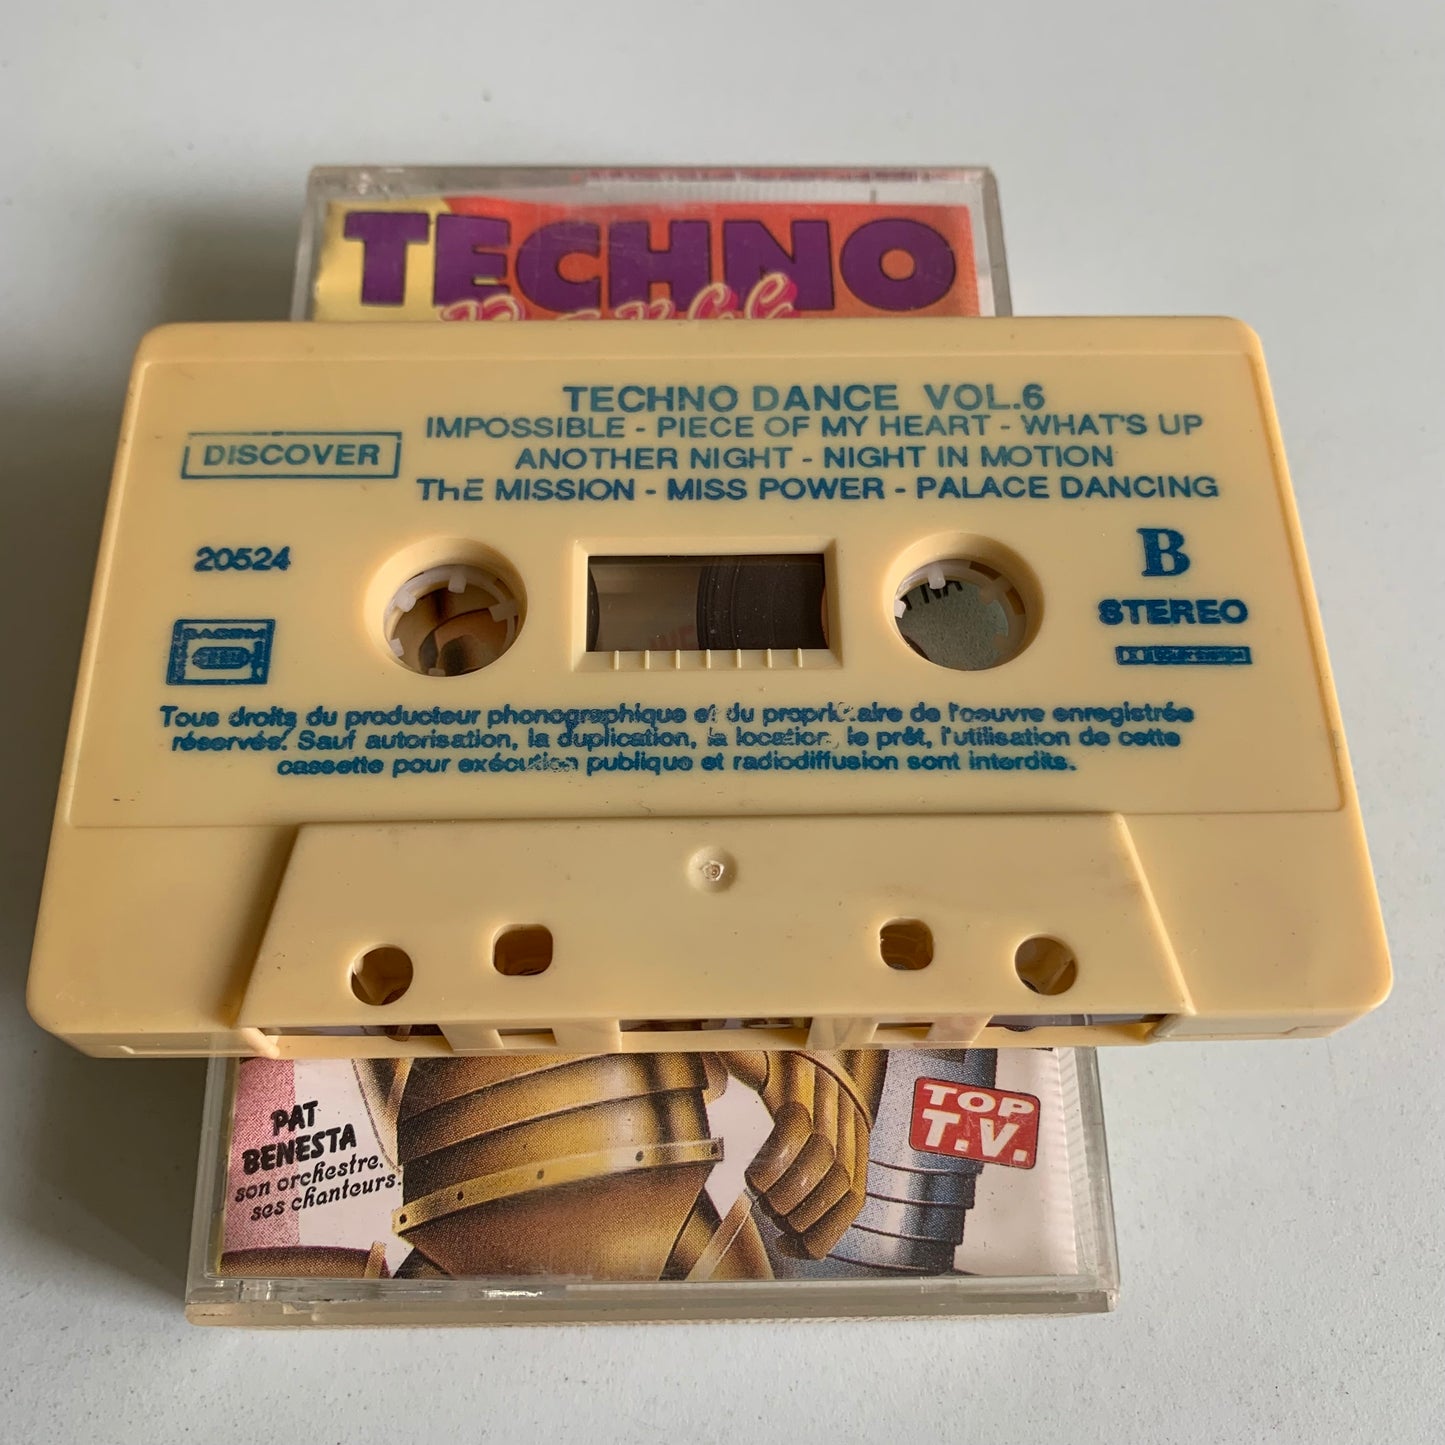 TECHNO
Dance
TECHNO DANCE VOL.6
IMPOSSIBLE - PIECE OF MY HEART - WHAT'S UP
DISCOVER
ANOTHER NIGHT - NIGHT IN MOTION
THE MISSION - MISS POWER - PALACE DANCING
20524
B
STEREO
SACEM
Tous droits du producteur phonographique et du propriétaire de l'oeuvre enregistrée
réservés. Sauf autorisation, la duplication, la location, le prêt, l'utilisation de cette
cassette pour exécution publique et radiodiffusion sont interdits.
PAT
BENESTA
son orchestre,
ses chanteurs.
TOP
T.V.